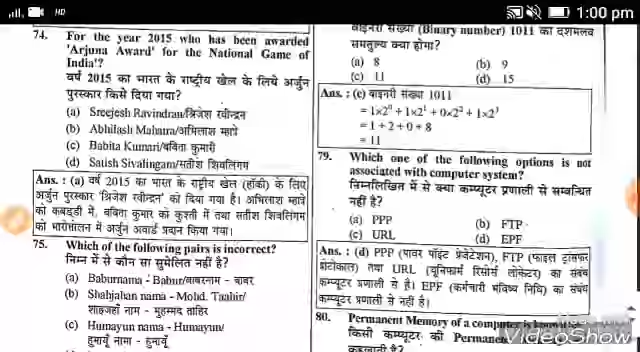 HD
1:00 pm
74. For the year 2015 who has been awarded
'Arjuna Award' for the National Game of
India'?
वर्ष 2015 का भारत के राष्ट्रीय खेल के लिये अर्जुन
पुरस्कार किसे दिया गया?
(a) Sreejesh Ravindran/श्रिजेश रवीन्द्रन
(b) Abhilash Mahatra/अभिलाश म्हात्रे
(c) Babita Kumari/बबिता कुमारी
(d) Satish Sivalingam/सतीश शिवलिंगम
Ans. : (a) वर्ष 2015 का भारत के राष्ट्रीय खेल (हॉकी) के लिए
अर्जुन पुरस्कार 'श्रिजेश रवीन्द्रन' को दिया गया है। अभिलाश म्हात्रे
को कबड्डी में, बबिता कुमार को कुश्ती में तथा सतीश शिवलिंगम
को भारोत्तोलन में अर्जुन अवार्ड प्रदान किया गया।
75. Which of the following pairs is incorrect?
निम्न में से कौन सा सुमेलित नहीं है?
(a) Baburnama - Babur/बाबरनाम - बाबर
(b) Shahjahan nama - Mohd. Taahir/
शाहजहाँ नाम - मुहम्मद ताहिर
(c) Humayun nama - Humayun/
हुमायूँ नाम - हुमायूँ
वाइनरी संख्या (Binary number) 1011 का दशमलव
समतुल्य क्या होगा?
(a) 8 (b) 9
(c) 11 (d) 15
Ans. : (c) बाइनरी संख्या 1011
= 1×2⁰ + 1×2¹ + 0×2² + 1×2³
= 1 + 2 + 0 + 8
= 11
79. Which one of the following options is not
associated with computer system?
निम्नलिखित में से क्या कम्प्यूटर प्रणाली से सम्बन्धित
नहीं है?
(a) PPP (b) FTP
(c) URL (d) EPF
Ans. : (d) PPP (पावर पॉइंट प्रेजेंटेशन), FTP (फाइल ट्रांसफर
प्रोटोकाल) तथा URL (यूनिफार्म रिसोर्स लोकेटर) का संबंध
कम्प्यूटर प्रणाली से है। EPF (कर्मचारी भविष्य निधि) का संबंध
कम्प्यूटर प्रणाली से नहीं है।
80. Permanent Memory of a computer is
किसी कम्प्यूटर की Permanent
कहलाती है?
VideoShow